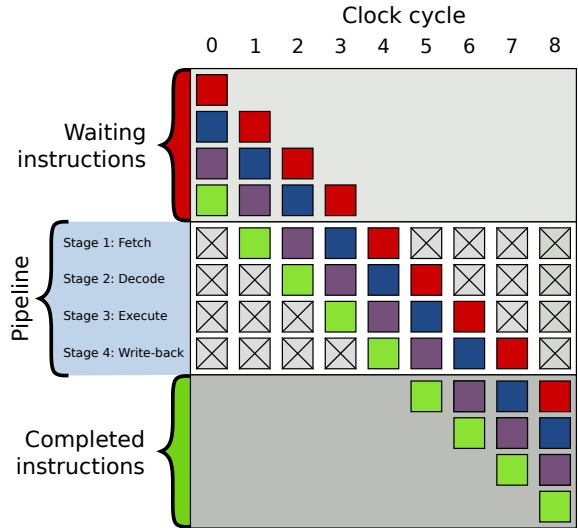 Clock cycle
0 1 2 3 4 5 6 7 8
Waiting
instructions
Pipeline
Stage 1: Fetch
Stage 2: Decode
Stage 3: Execute
Stage 4: Write-back
Completed
instructions